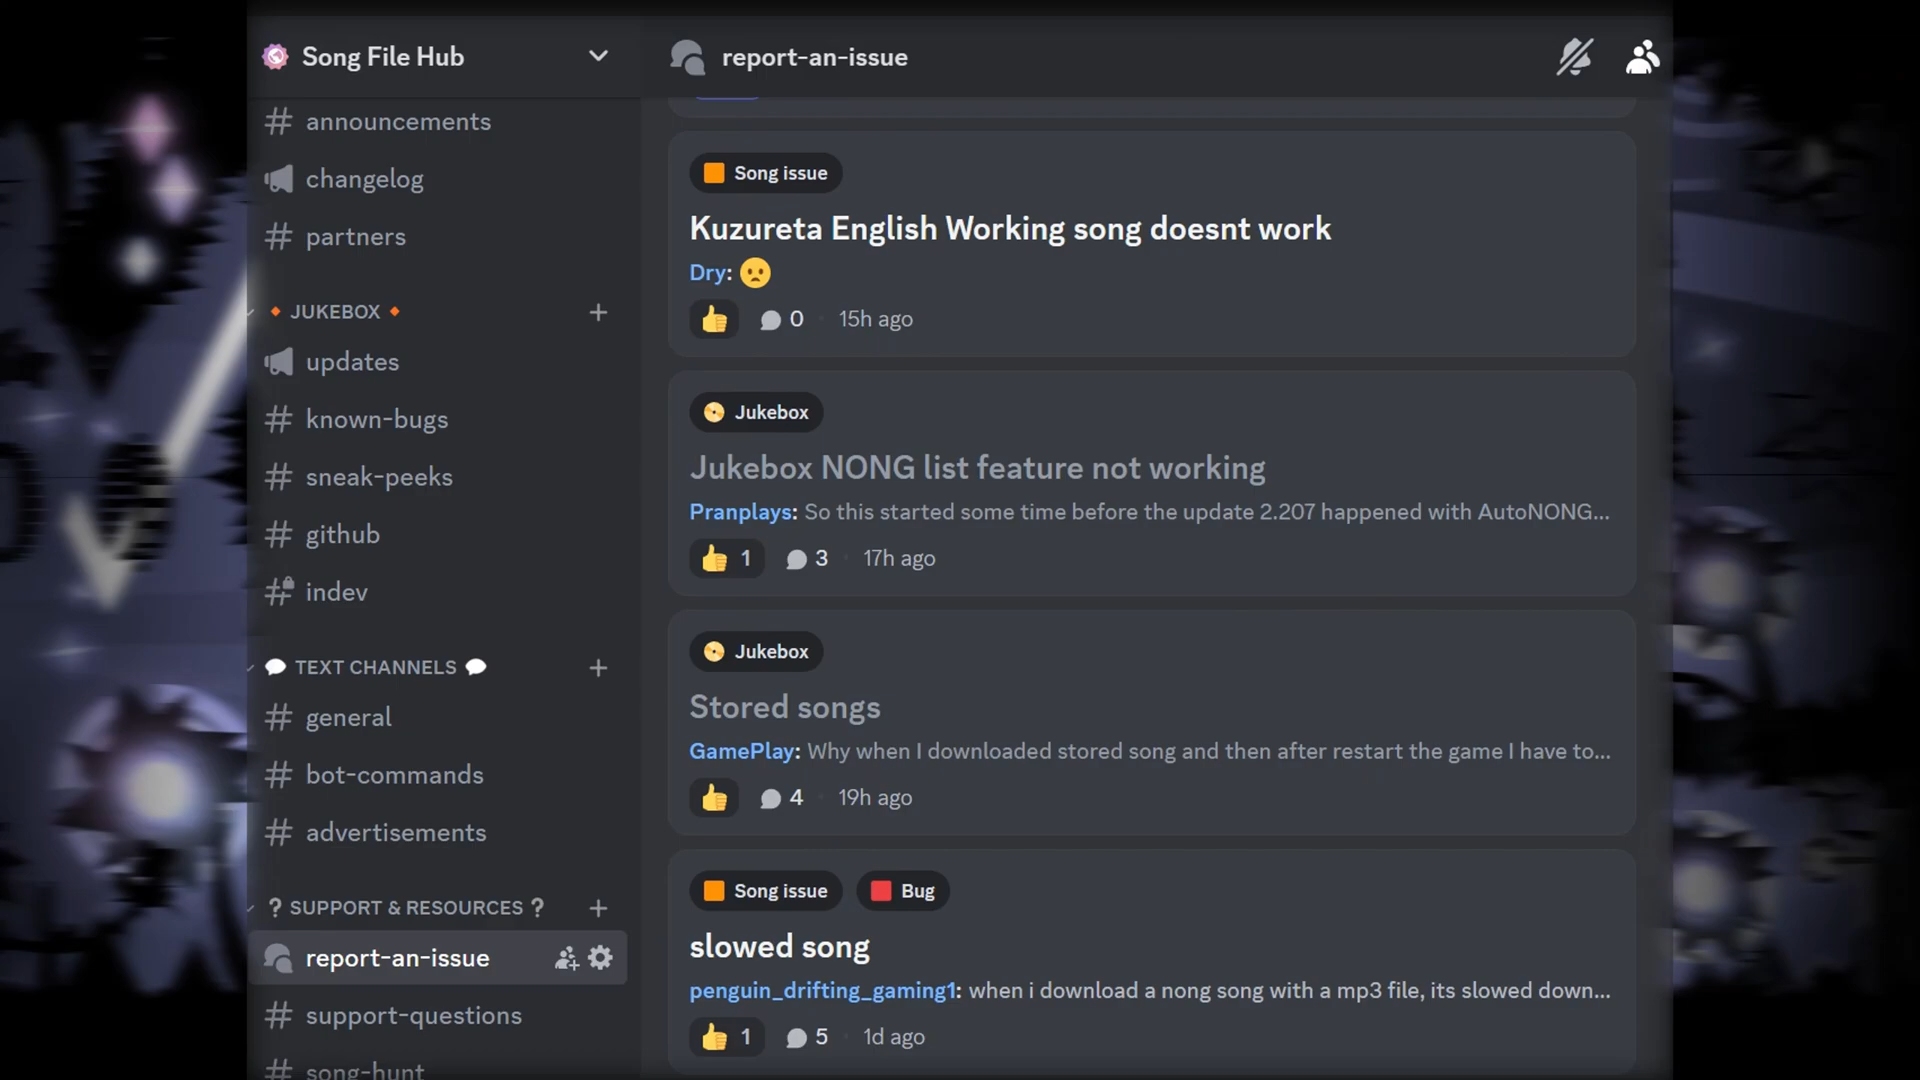 Song File Hub
announcements
changelog
partners
JUKEBOX
updates
known-bugs
sneak-peeks
github
indev
TEXT CHANNELS
general
bot-commands
advertisements
? SUPPORT & RESOURCES ?
report-an-issue
support-questions
song-hunt
report-an-issue
Song issue
Kuzureta English Working song doesnt work
Dry:
0 15h ago
Jukebox
Jukebox NONG list feature not working
Pranplays: So this started some time before the update 2.207 happened with AutoNONG...
1 3 17h ago
Jukebox
Stored songs
GamePlay: Why when I downloaded stored song and then after restart the game I have to...
4 19h ago
Song issue Bug
slowed song
penguin_drifting_gaming1: when i download a nong song with a mp3 file, its slowed down...
1 5 1d ago